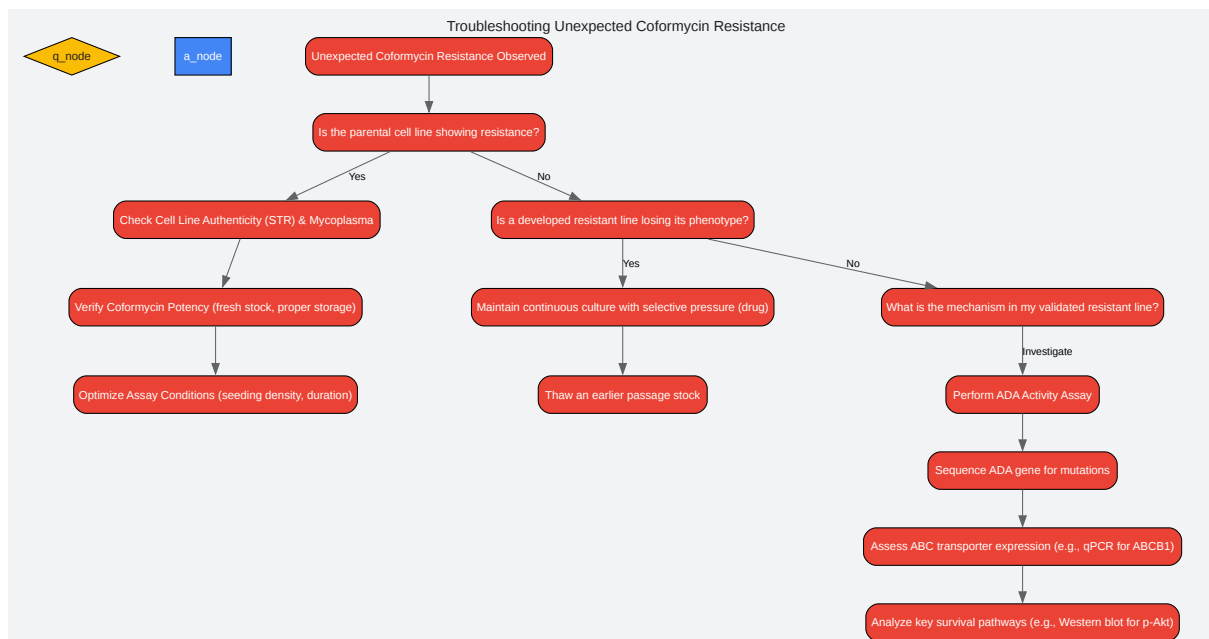 Troubleshooting Unexpected Coformycin Resistance
q_node
a_node
Unexpected Coformycin Resistance Observed
Is the parental cell line showing resistance?
Yes
No
Check Cell Line Authenticity (STR) & Mycoplasma
Is a developed resistant line losing its phenotype?
Yes
No
Verify Coformycin Potency (fresh stock, proper storage)
Maintain continuous culture with selective pressure (drug)
What is the mechanism in my validated resistant line?
Investigate
Optimize Assay Conditions (seeding density, duration)
Thaw an earlier passage stock
Perform ADA Activity Assay
Sequence ADA gene for mutations
Assess ABC transporter expression (e.g., qPCR for ABCB1)
Analyze key survival pathways (e.g., Western blot for p-Akt)